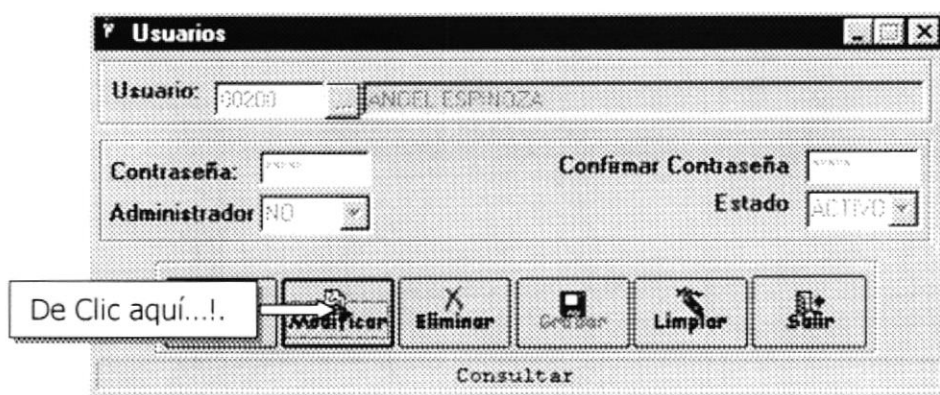 Usuarios
Usuario: 00200 ... ANGEL ESPINOZA
Contraseña: ***** Confirmar Contraseña *****
Administrador NO Estado ACTIVO
De Clic aquí...!.
Modificar Eliminar Grabar Limpiar Salir
Consultar